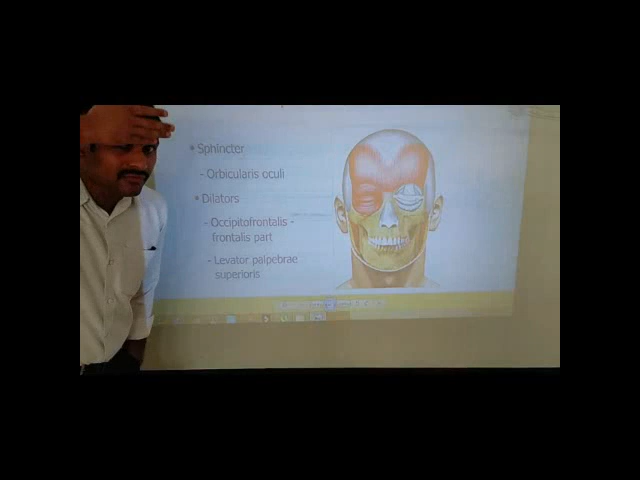 • Sphincter
- Orbicularis oculi
• Dilators
- Occipitofrontalis -
frontalis part
- Levator palpebrae
superioris